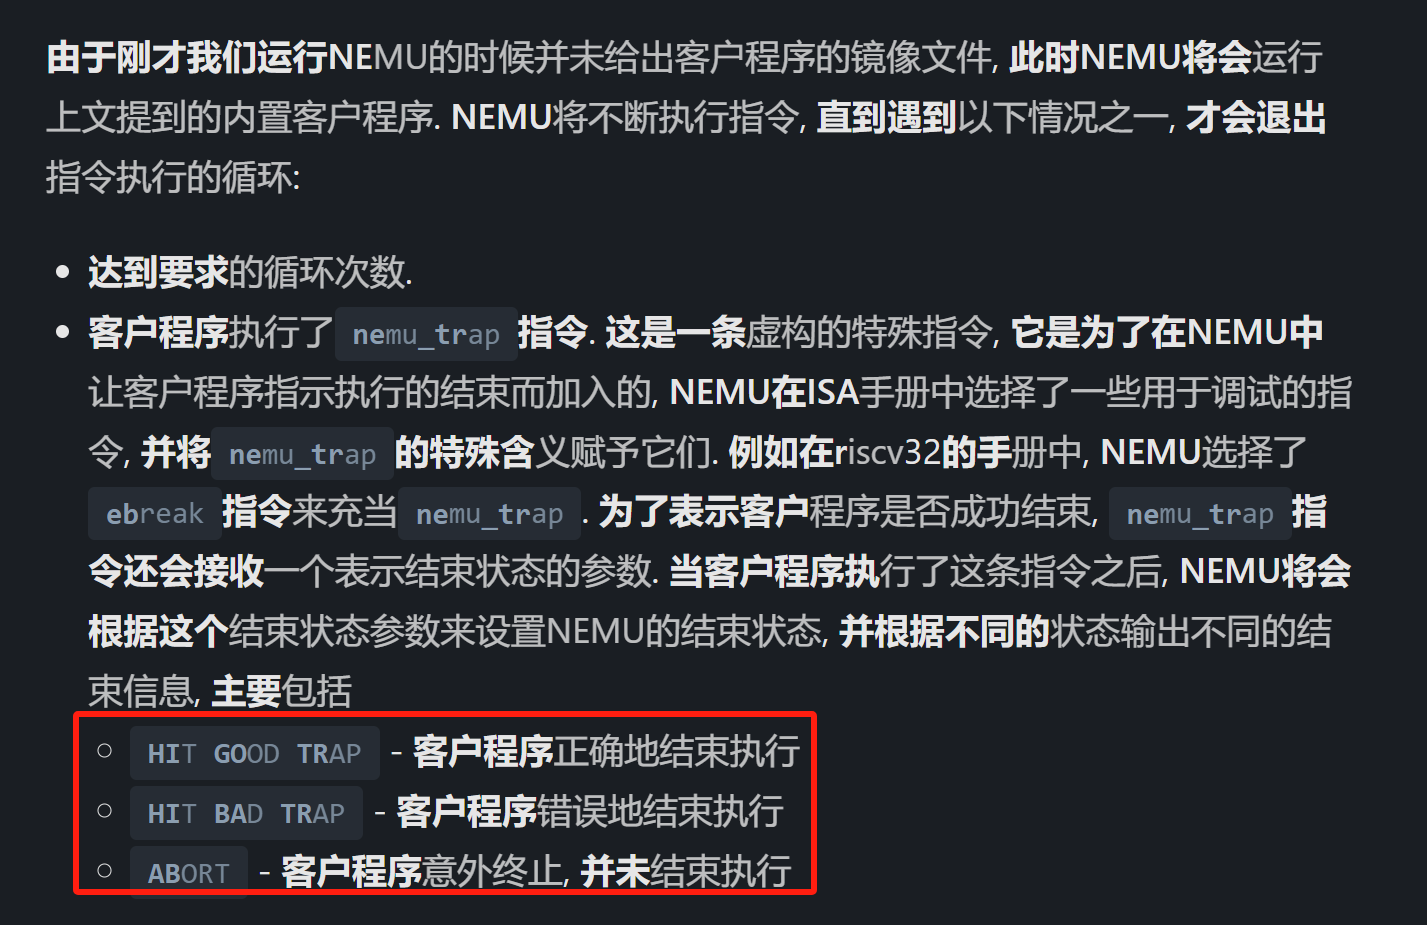 由于刚才我们运行NEMU的时候并未给出客户程序的镜像文件, 此时NEMU将会运行
上文提到的内置客户程序. NEMU将不断执行指令, 直到遇到以下情况之一, 才会退出
指令执行的循环:
达到要求的循环次数.
客户程序执行了 nemu_trap 指令. 这是一条虚构的特殊指令, 它是为了在NEMU中
让客户程序指示执行的结束而加入的, NEMU在ISA手册中选择了一些用于调试的指
令, 并将 nemu_trap 的特殊含义赋予它们. 例如在riscv32的手册中, NEMU选择了
ebreak 指令来充当 nemu_trap . 为了表示客户程序是否成功结束, nemu_trap 指
令还会接收一个表示结束状态的参数. 当客户程序执行了这条指令之后, NEMU将会
根据这个结束状态参数来设置NEMU的结束状态, 并根据不同的状态输出不同的结
束信息, 主要包括
HIT GOOD TRAP - 客户程序正确地结束执行
HIT BAD TRAP - 客户程序错误地结束执行
ABORT - 客户程序意外终止, 并未结束执行